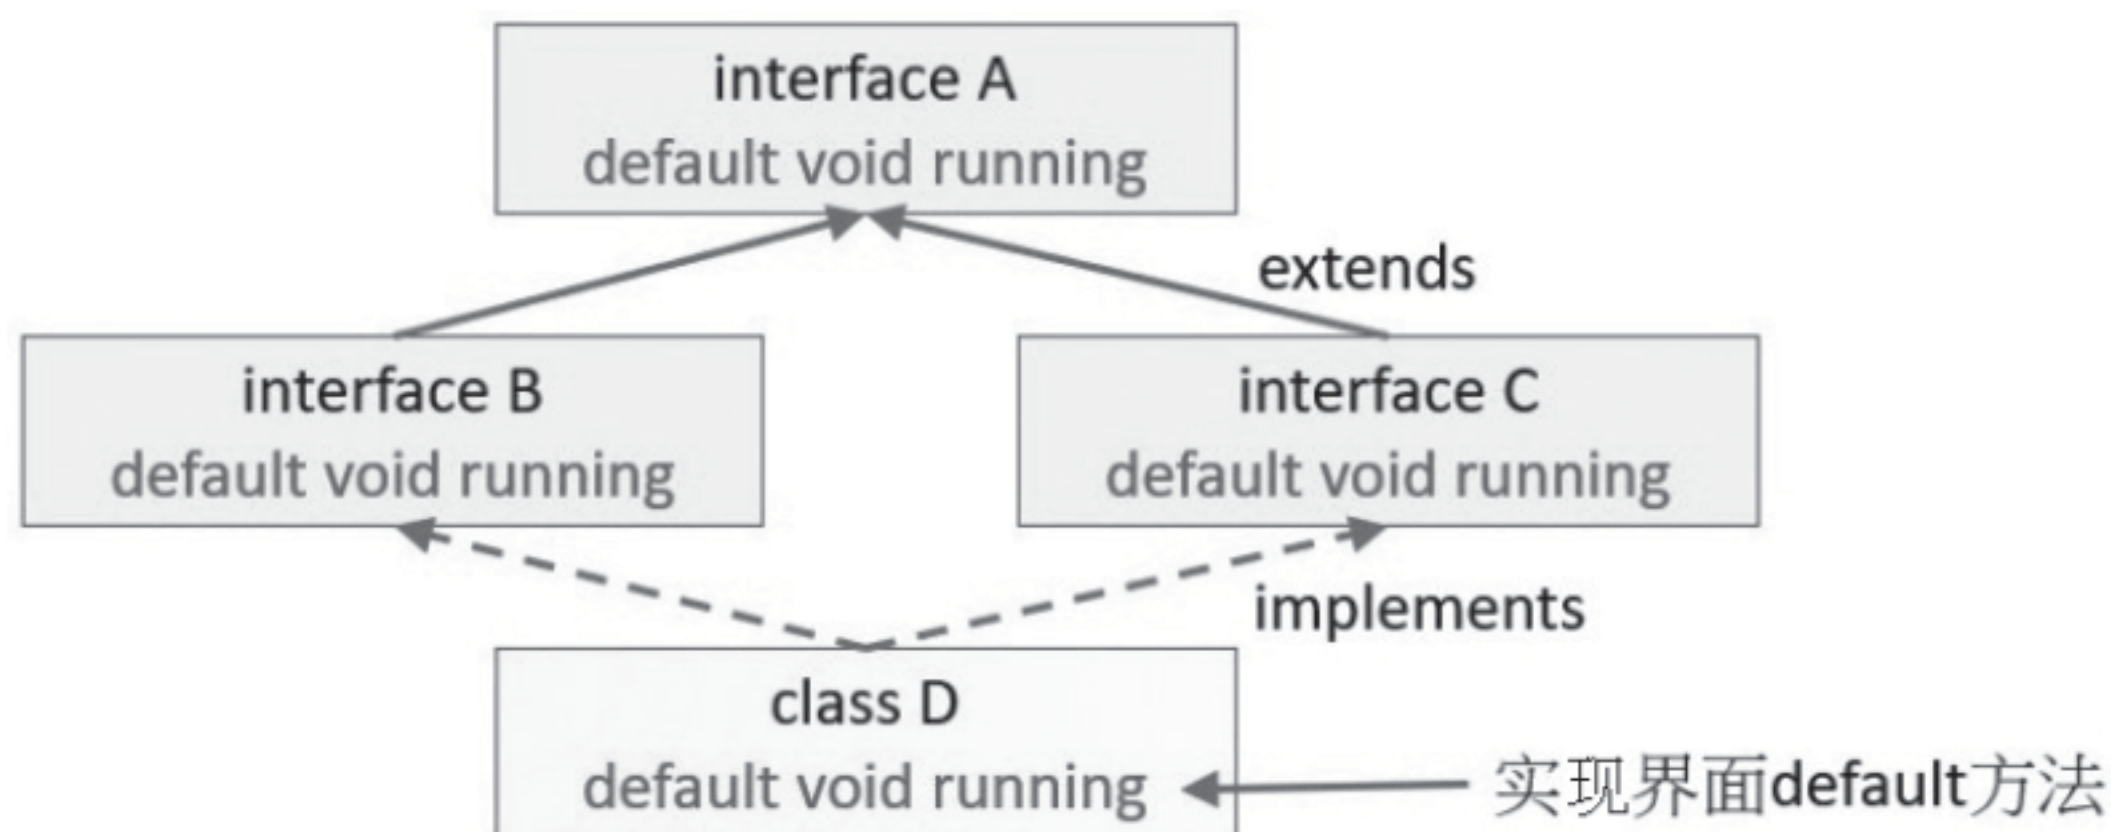 interface A
default void running
extends
interface B
default void running
interface C
default void running
implements
class D
default void running
实现界面default方法